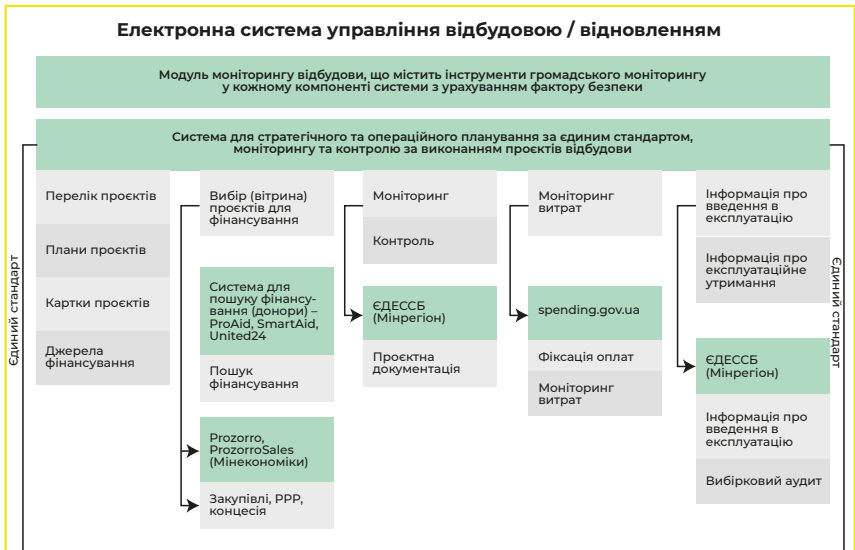 Електронна система управління відбудовою / відновленням
Модуль моніторингу відбудови, що містить інструменти громадського моніторингу
у кожному компоненті системи з урахуванням фактору безпеки
Система для стратегічного та операційного планування за єдиним стандартом,
моніторингу та контролю за виконанням проєктів відбудови
Єдиний стандарт
Перелік проєктів
Плани проєктів
Картки проєктів
Джерела
фінансування
Вибір (вітрина)
проєктів для
фінансування
Система для
пошуку фінансу-
вання (донори) –
ProAid, SmartAid,
United24
Пошук
фінансування
Prozorro,
ProzorroSales
(Мінекономіки)
Закупівлі, PPP,
концесія
Моніторинг
Контроль
ЄДЕССБ
(Мінрегіон)
Проєктна
документація
Моніторинг
витрат
spending.gov.ua
Фіксація оплат
Моніторинг
витрат
Інформація про
введення в
експлуатацію
Інформація про
експлуатаційне
утримання
ЄДЕССБ
(Мінрегіон)
Інформація про
введення в
експлуатацію
Вибірковий аудит
Єдиний стандарт